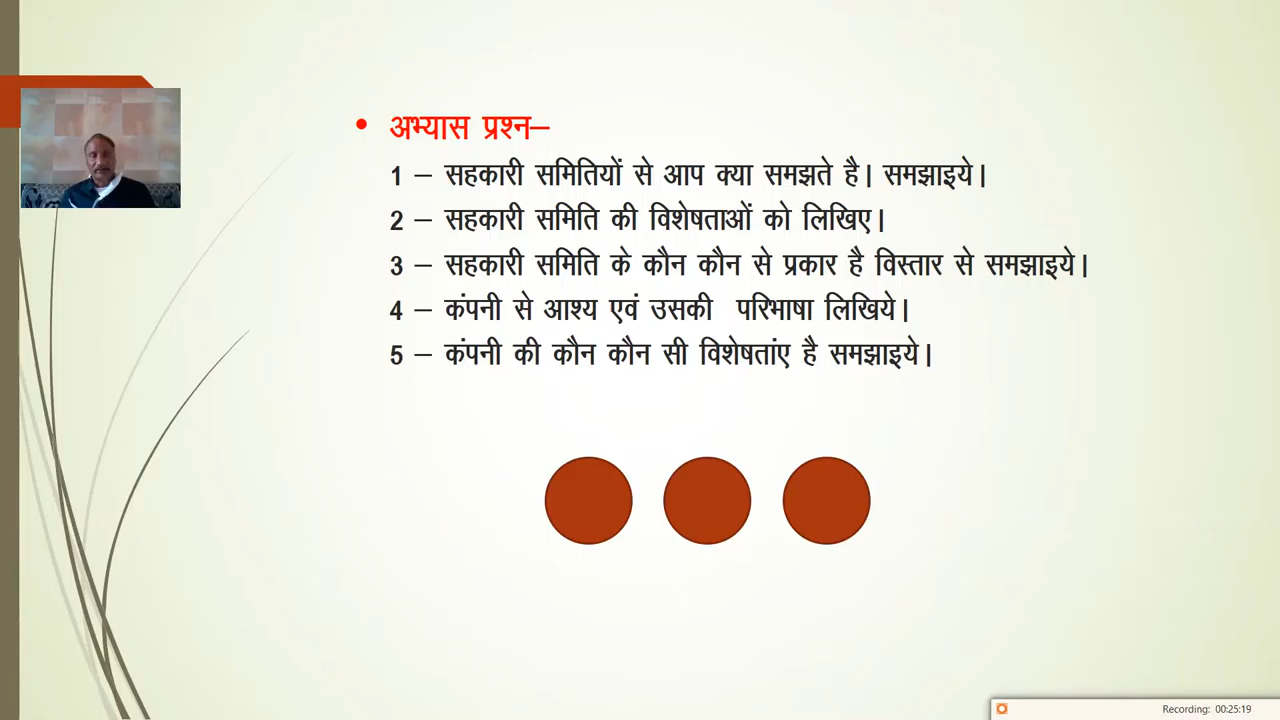 • अभ्यास प्रश्न–
1 – सहकारी समितियों से आप क्या समझते है। समझाइये।
2 – सहकारी समिति की विशेषताओं को लिखिए।
3 – सहकारी समिति के कौन कौन से प्रकार है विस्तार से समझाइये।
4 – कंपनी से आश्य एवं उसकी परिभाषा लिखिये।
5 – कंपनी की कौन कौन सी विशेषतांए है समझाइये।
Recording: 00:25:19